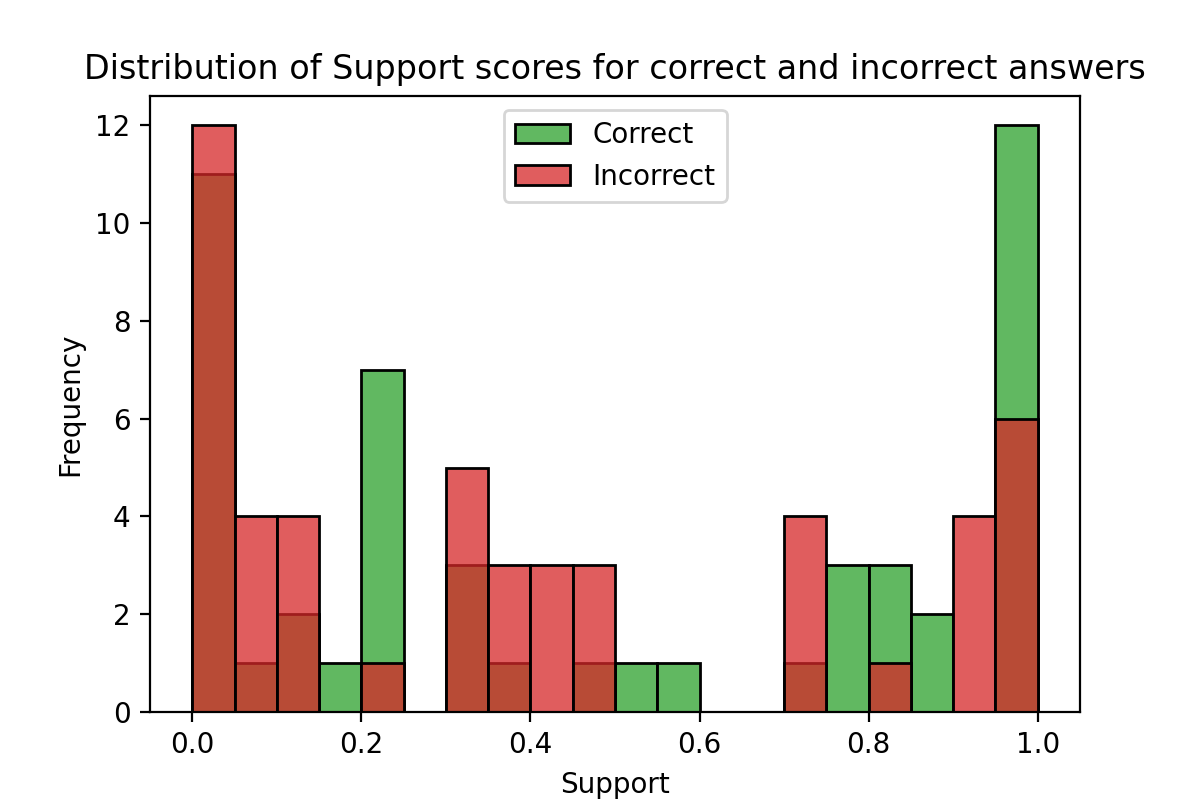 Distribution of Support scores for correct and incorrect answers
Correct
Incorrect
12
10
8
6
4
2
0
Frequency
0.0 0.2 0.4 0.6 0.8 1.0
Support